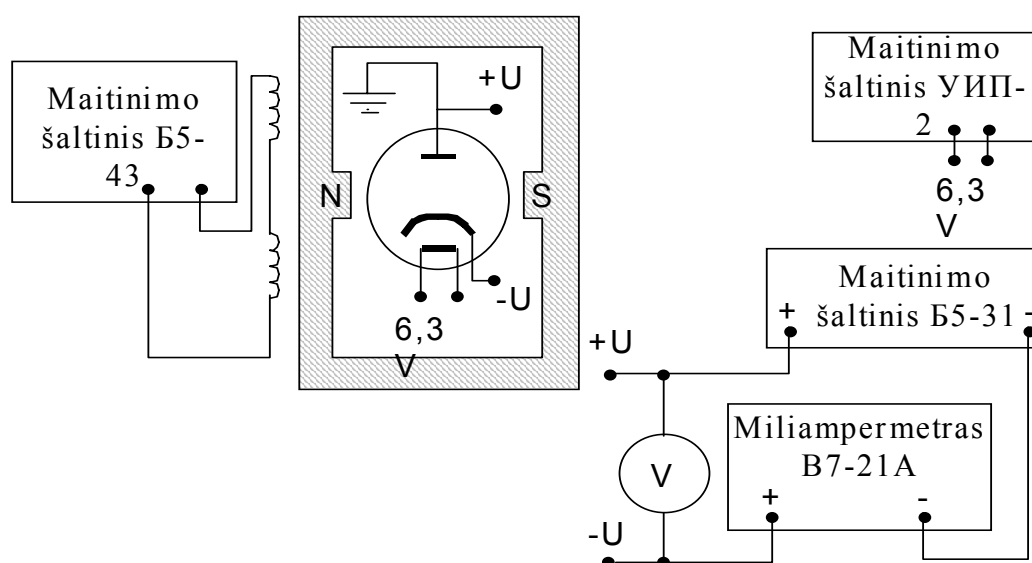 Maitinimo
šaltinis Б5-
43
N
S
+U
-U
6,3
V
Maitinimo
šaltinis УИП-
2
6,3
V
Maitinimo
šaltinis Б5-31
+ -
+U
V
-U
Miliampermetras
В7-21А
+ -